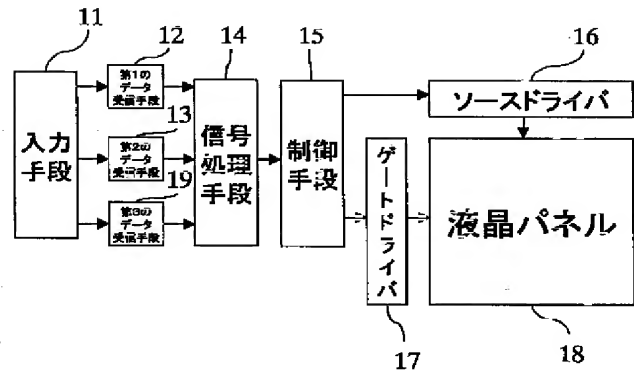 11
12
14
15
16
第1の
データ
受信手段
ソースドライバ
入力
手段
13
第2の
データ
受信手段
信号
処理
手段
制御
手段
ゲートドライバ
液晶パネル
19
第3の
データ
受信手段
17
18